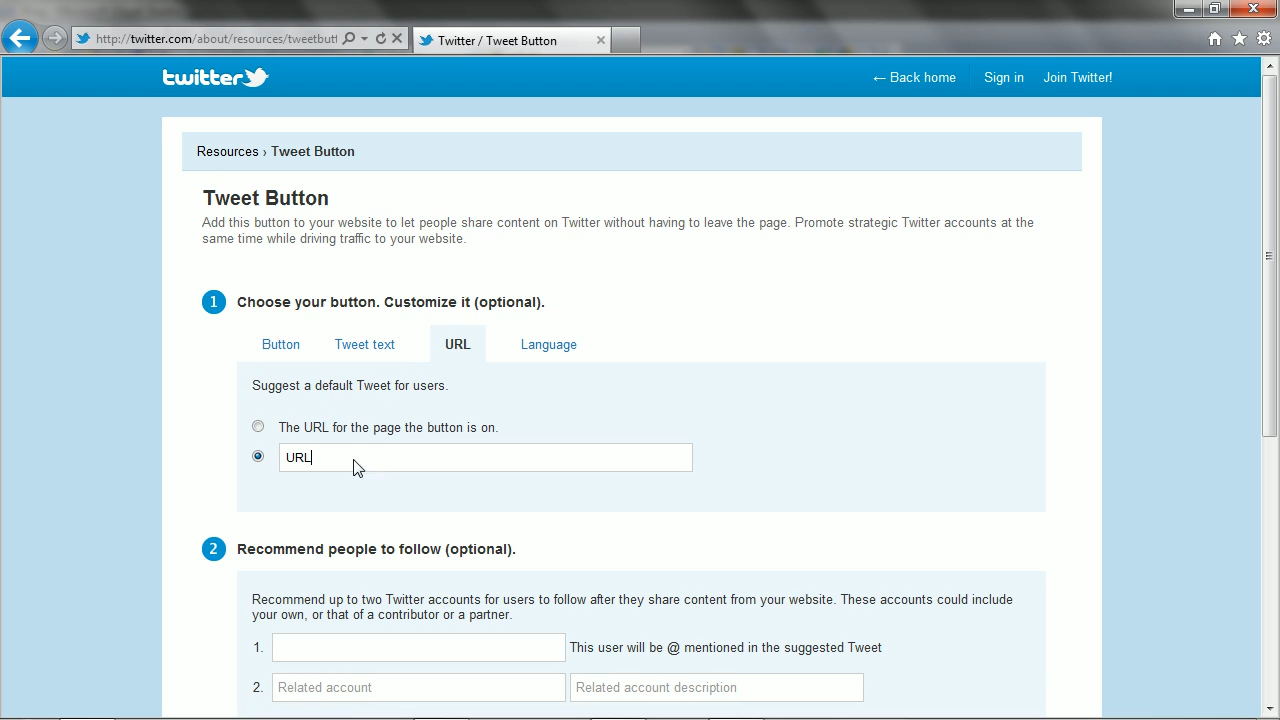 http://twitter.com/about/resources/tweetbutt
Twitter / Tweet Button
twitter
← Back home
Sign in
Join Twitter!
Resources › Tweet Button
Tweet Button
Add this button to your website to let people share content on Twitter without having to leave the page. Promote strategic Twitter accounts at the
same time while driving traffic to your website.
1 Choose your button. Customize it (optional).
Button
Tweet text
URL
Language
Suggest a default Tweet for users.
The URL for the page the button is on.
URL
2 Recommend people to follow (optional).
Recommend up to two Twitter accounts for users to follow after they share content from your website. These accounts could include
your own, or that of a contributor or a partner.
1. This user will be @ mentioned in the suggested Tweet
2. Related account Related account description